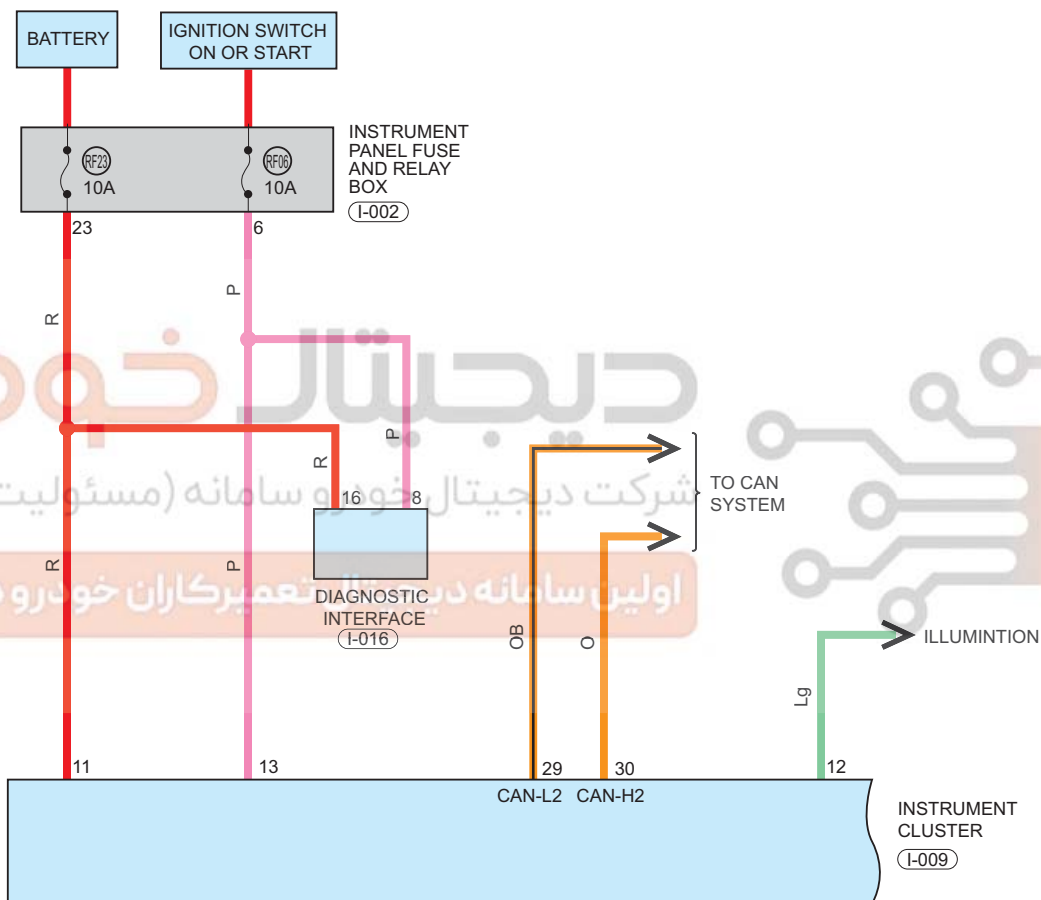 BATTERY
IGNITION SWITCH
ON OR START
INSTRUMENT
PANEL FUSE
AND RELAY
BOX
I-002
RF23
10A
RF06
10A
23
6
R
P
دیجیتال خودرو
R
P
16
8
TO CAN
SYSTEM
شرکت دیجیتال خودرو سامانه (مسئولیت
R
P
DIAGNOSTIC
INTERFACE
I-016
اولین سامانه دیجیتال تعمیرکاران خودرو د
OB
O
ILLUMINTION
Lg
11
13
29
30
12
CAN-L2
CAN-H2
INSTRUMENT
CLUSTER
I-009